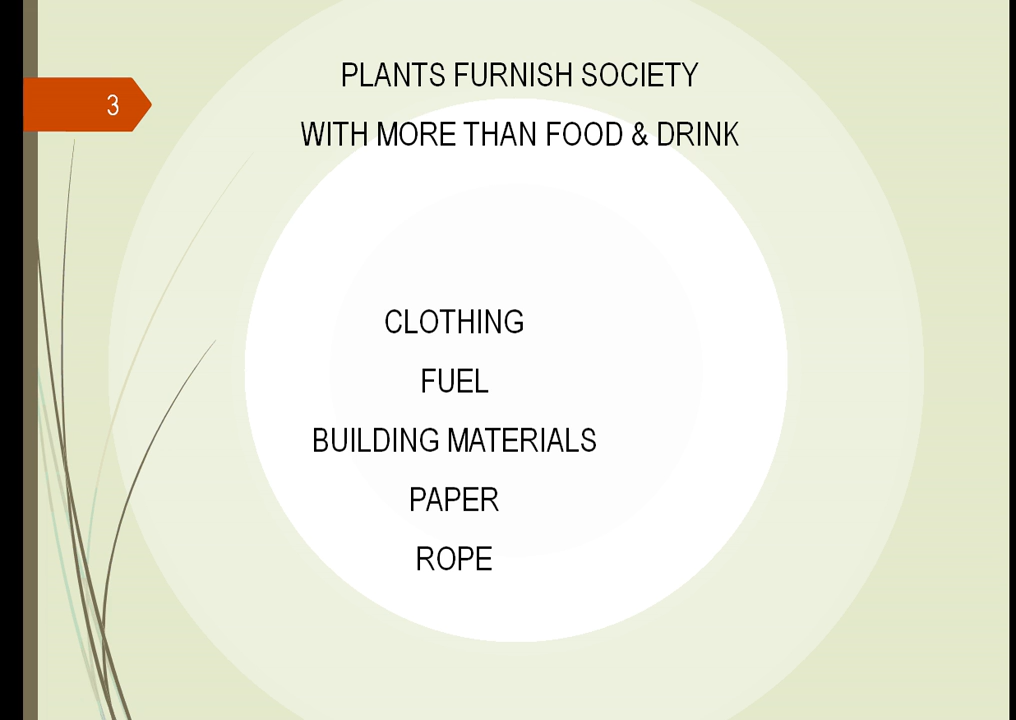 3
PLANTS FURNISH SOCIETY
WITH MORE THAN FOOD & DRINK
CLOTHING
FUEL
BUILDING MATERIALS
PAPER
ROPE